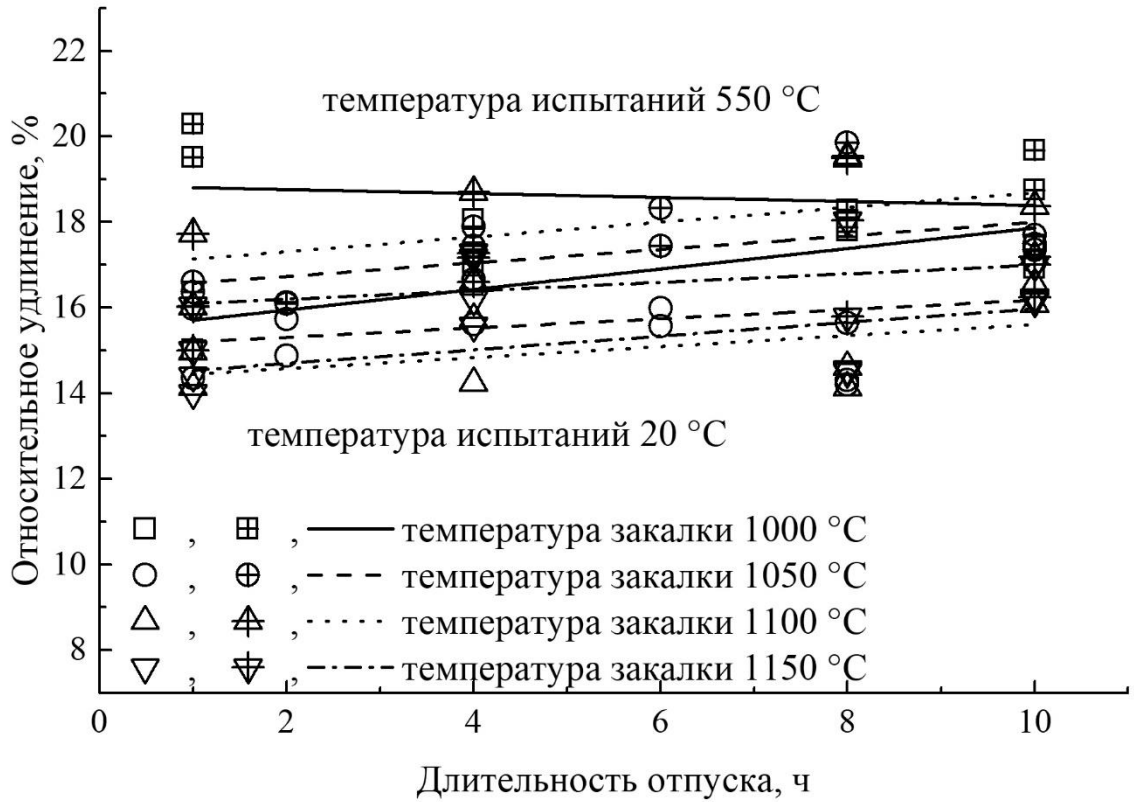 22
20
18
16
14
12
10
8
Относительное удлинение, %
температура испытаний 550 °C
температура испытаний 20 °C
, , температура закалки 1000 °C
, , температура закалки 1050 °C
, , температура закалки 1100 °C
, , температура закалки 1150 °C
0 2 4 6 8 10
Длительность отпуска, ч